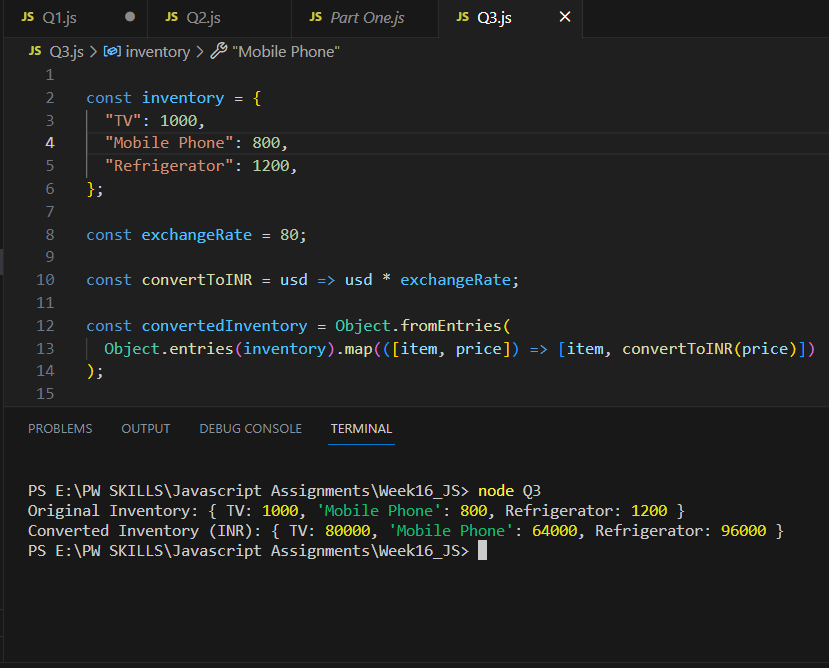 JS Q1.js JS Q2.js JS Part One.js JS Q3.js
JS Q3.js > inventory > "Mobile Phone"
1
2 const inventory = {
3 "TV": 1000,
4 "Mobile Phone": 800,
5 "Refrigerator": 1200,
6 };
7
8 const exchangeRate = 80;
9
10 const convertToINR = usd => usd * exchangeRate;
11
12 const convertedInventory = Object.fromEntries(
13 Object.entries(inventory).map(([item, price]) => [item, convertToINR(price)])
14 );
15
PROBLEMS OUTPUT DEBUG CONSOLE TERMINAL
PS E:\PW SKILLS\Javascript Assignments\Week16_JS> node Q3
Original Inventory: { TV: 1000, 'Mobile Phone': 800, Refrigerator: 1200 }
Converted Inventory (INR): { TV: 80000, 'Mobile Phone': 64000, Refrigerator: 96000 }
PS E:\PW SKILLS\Javascript Assignments\Week16_JS>